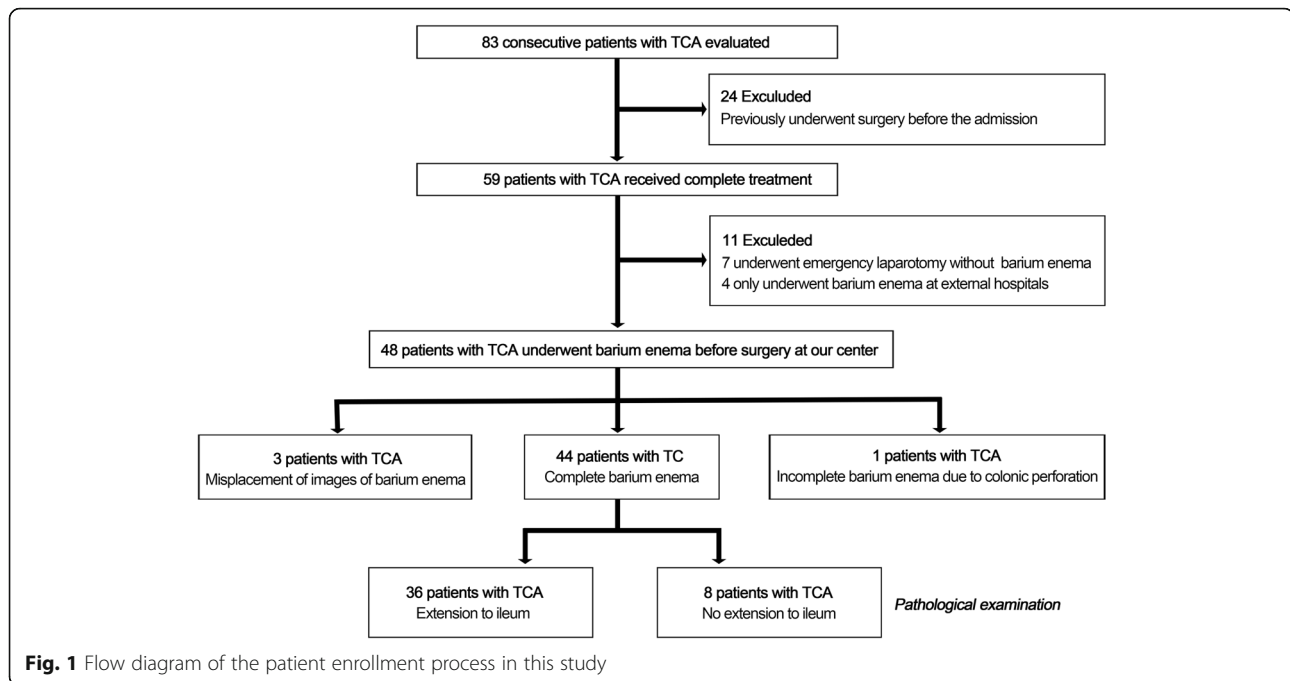 83 consecutive patients with TCA evaluated
24 Exculuded
Previously underwent surgery before the admission
59 patients with TCA received complete treatment
11 Exculeded
7 underwent emergency laparotomy without barium enema
4 only underwent barium enema at external hospitals
48 patients with TCA underwent barium enema before surgery at our center
3 patients with TCA
Misplacement of images of barium enema
44 patients with TC
Complete barium enema
1 patients with TCA
Incomplete barium enema due to colonic perforation
36 patients with TCA
Extension to ileum
8 patients with TCA
No extension to ileum
Pathological examination
Fig. 1 Flow diagram of the patient enrollment process in this study